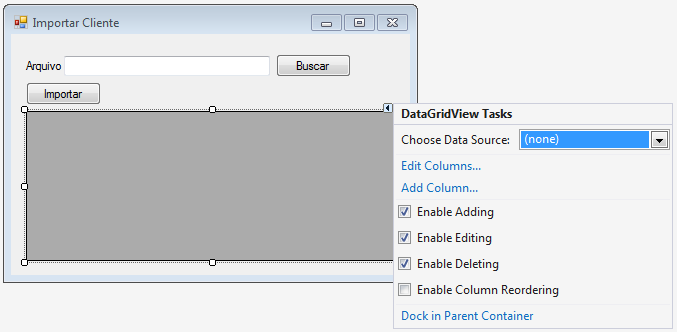 Importar Cliente
Arquivo
Buscar
Importar
DataGridView Tasks
Choose Data Source: (none)
Edit Columns...
Add Column...
Enable Adding
Enable Editing
Enable Deleting
Enable Column Reordering
Dock in Parent Container